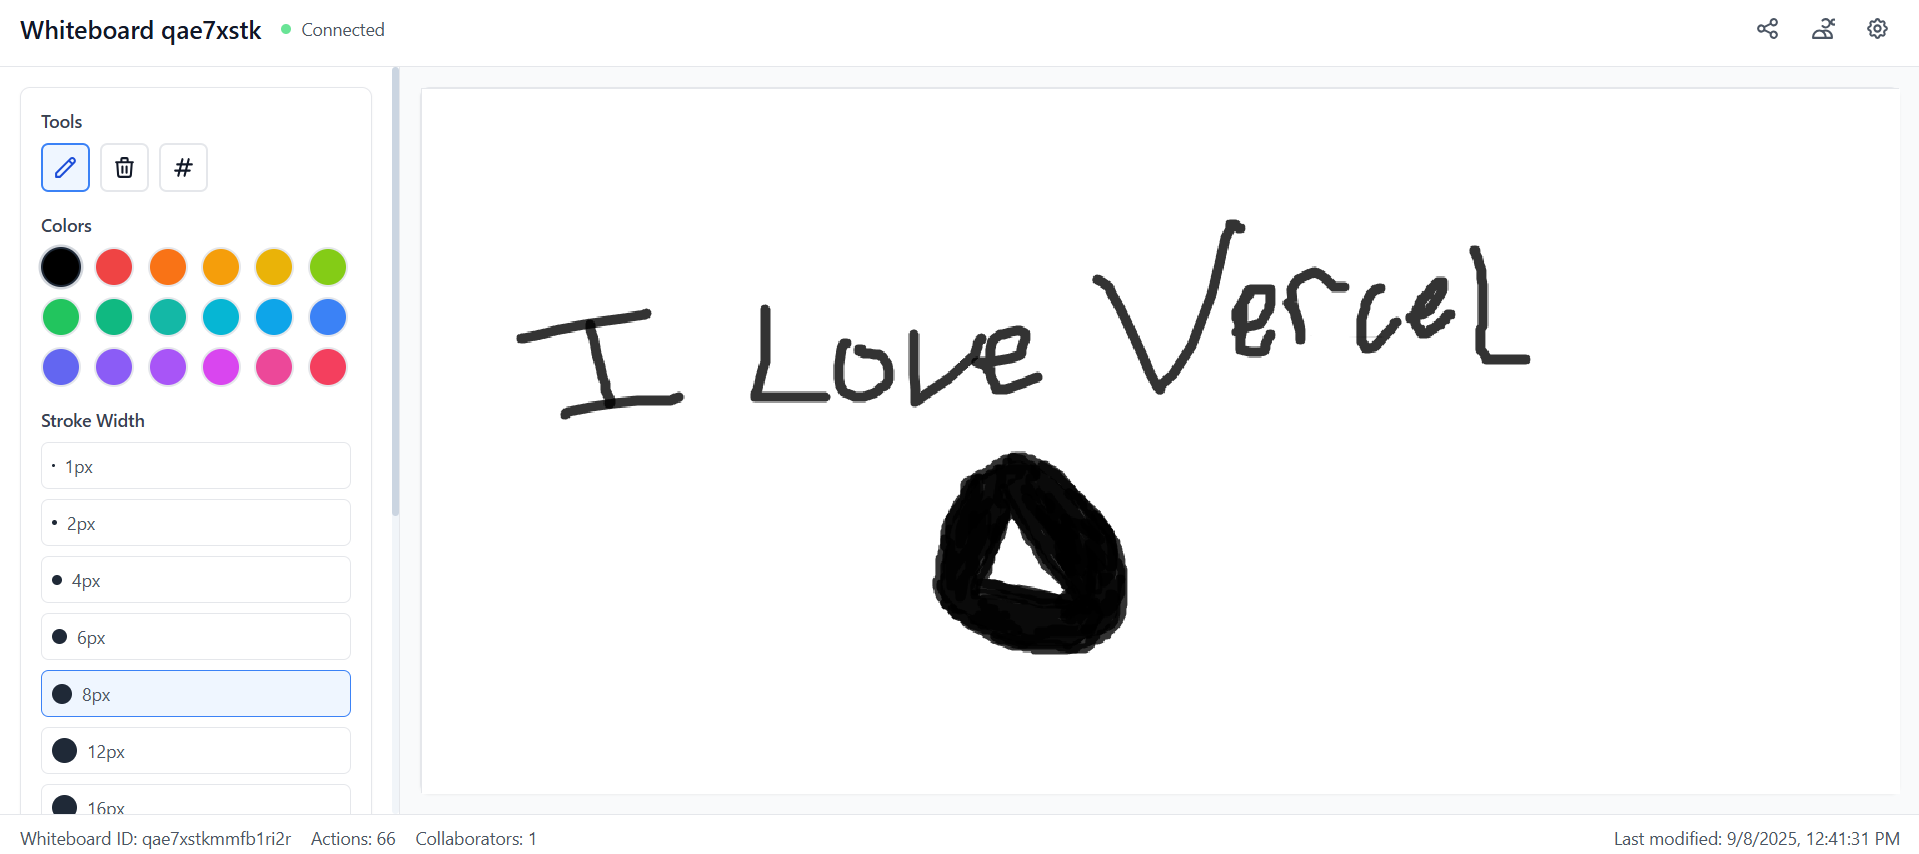 Whiteboard qae7xstk Connected
Tools
#
Colors
I Love Vercel
Stroke Width
1px
2px
4px
6px
8px
12px
16px
Whiteboard ID: qae7xstkmmfb1ri2r Actions: 66 Collaborators: 1 Last modified: 9/8/2025, 12:41:31 PM